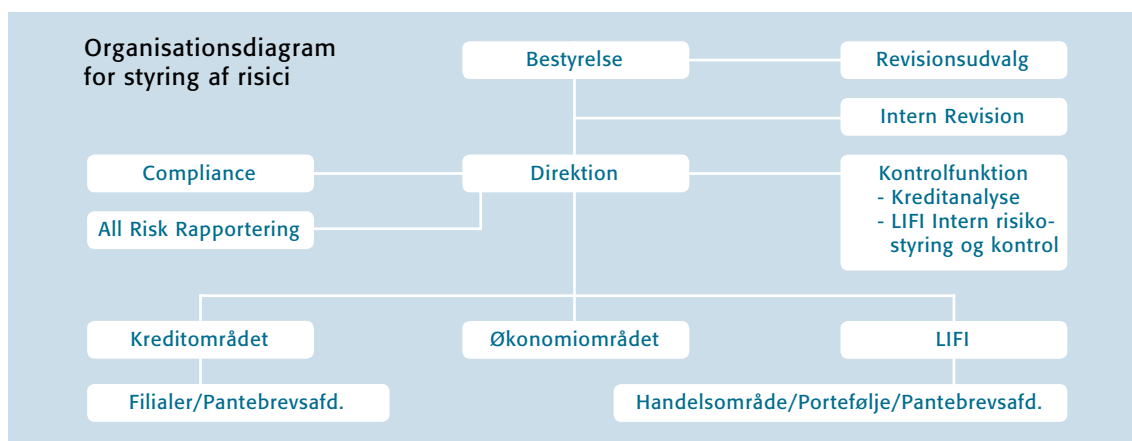 Organisationsdiagram
for styring af risici
Bestyrelse
Revisionsudvalg
Intern Revision
Compliance
Direktion
Kontrolfunktion
- Kreditanalyse
- LIFI Intern risiko-
styring og kontrol
All Risk Rapportering
Kreditområdet
Økonomiområdet
LIFI
Filialer/Pantebrevsafd.
Handelsområde/Portefølje/Pantebrevsafd.